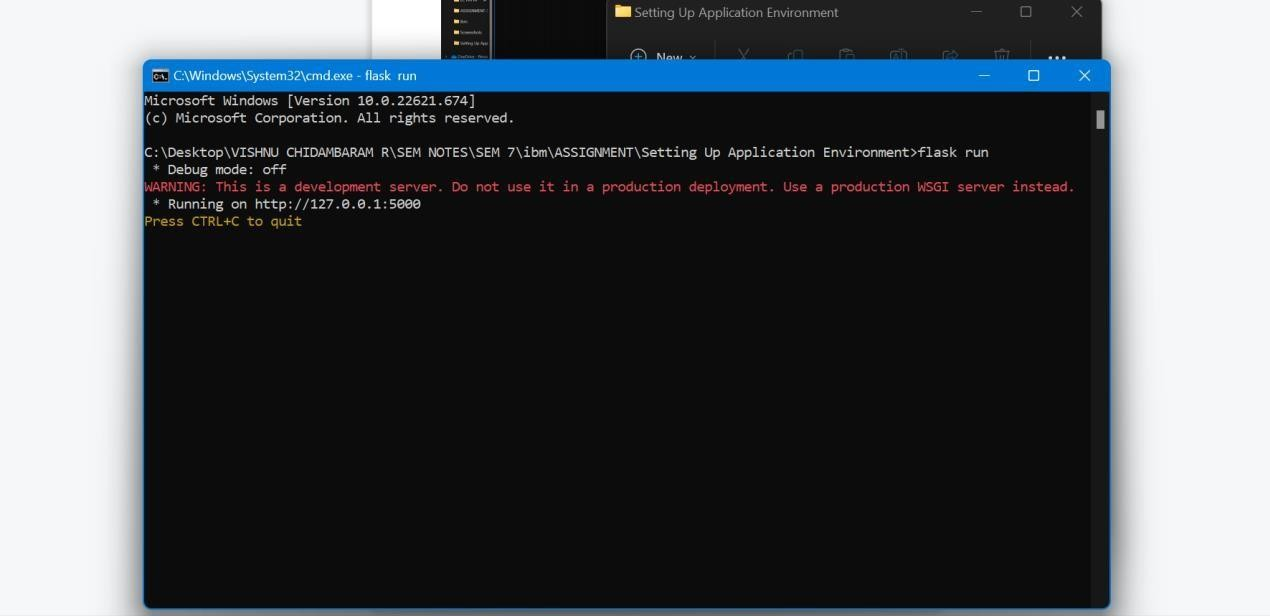 Setting Up Application Environment
New
C:\Windows\System32\cmd.exe - flask  run
Microsoft Windows [Version 10.0.22621.674]
(c) Microsoft Corporation. All rights reserved.
C:\Desktop\VISHNU CHIDAMBARAM R\SEM NOTES\SEM 7\ibm\ASSIGNMENT\Setting Up Application Environment>flask run
 * Debug mode: off
WARNING: This is a development server. Do not use it in a production deployment. Use a production WSGI server instead.
 * Running on http://127.0.0.1:5000
Press CTRL+C to quit